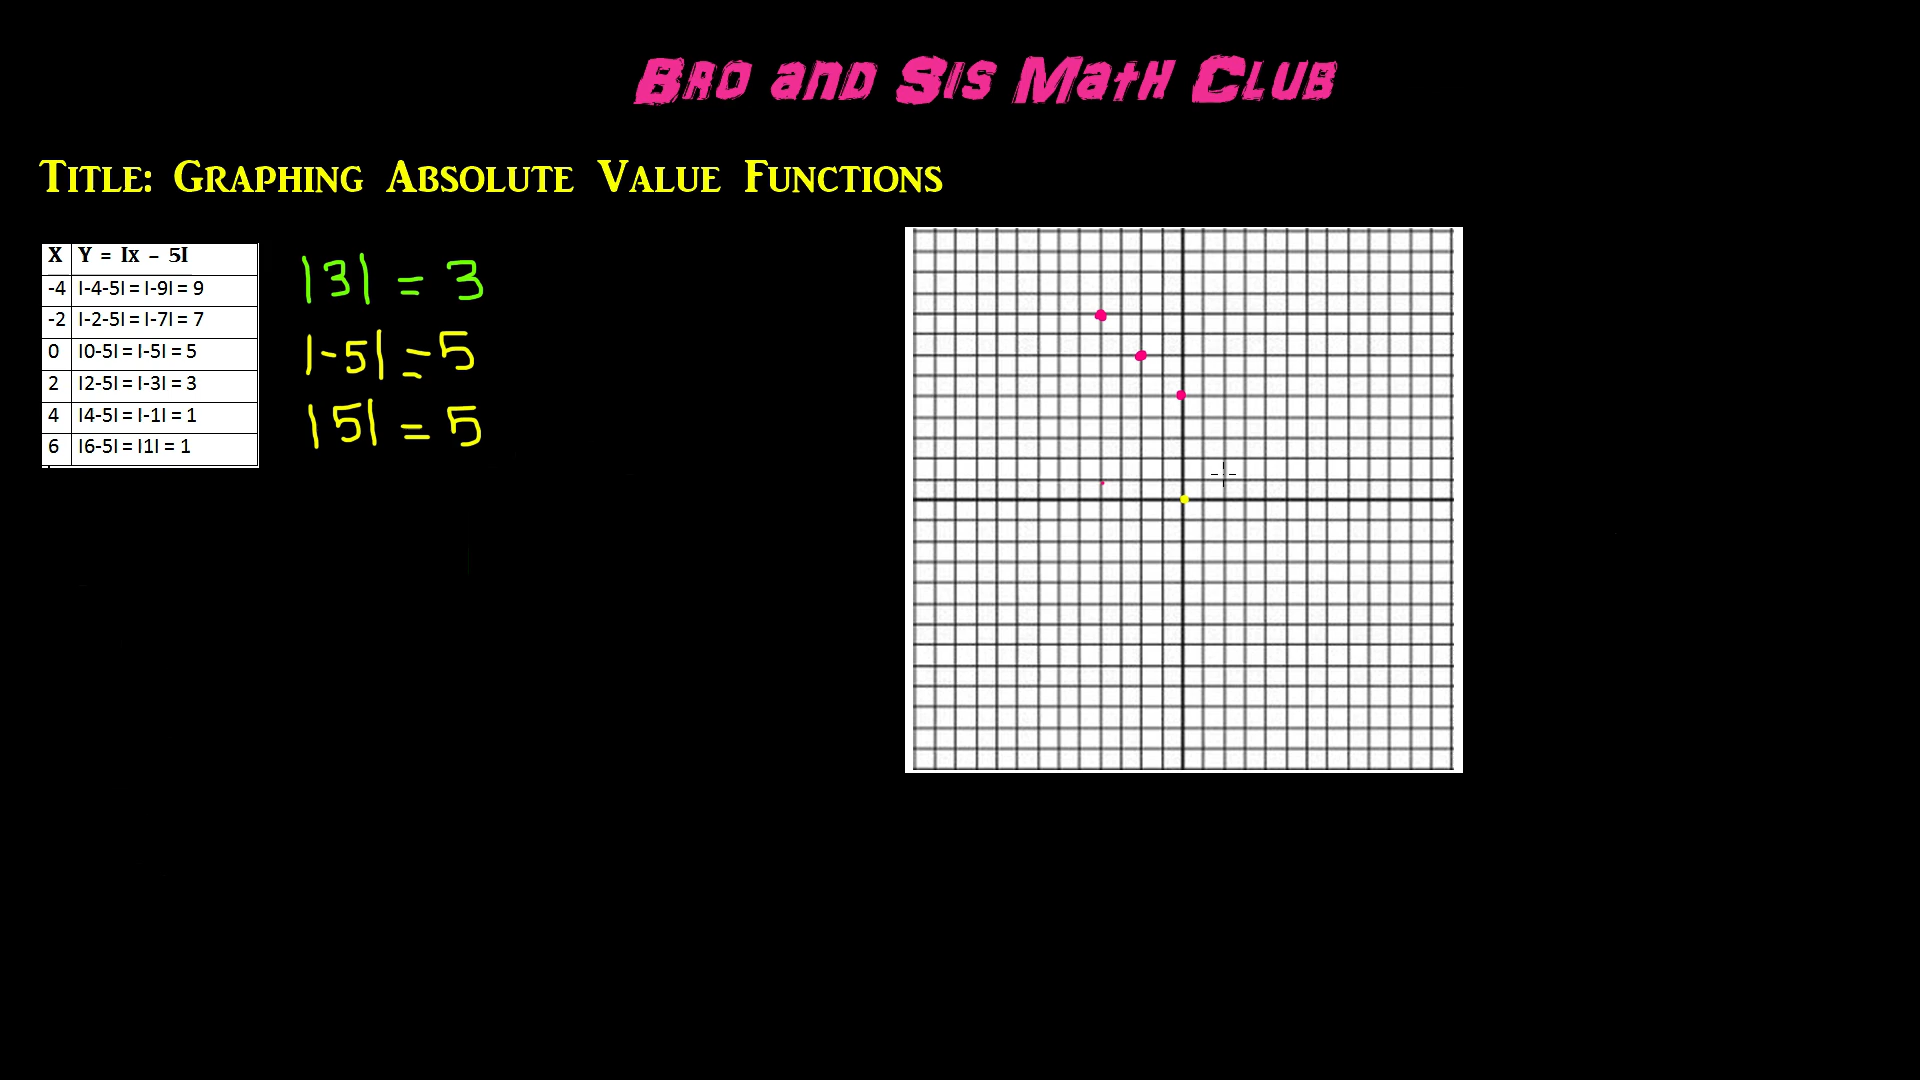 Bro and Sis Math Club
Title: Graphing Absolute Value Functions
X Y = Ix – 5I
-4 I-4-5I = I-9I = 9
-2 I-2-5I = I-7I = 7
0 I0-5I = I-5I = 5
2 I2-5I = I-3I = 3
4 I4-5I = I-1I = 1
6 I6-5I = I1I = 1
|3| = 3
|-5| = 5
|5| = 5